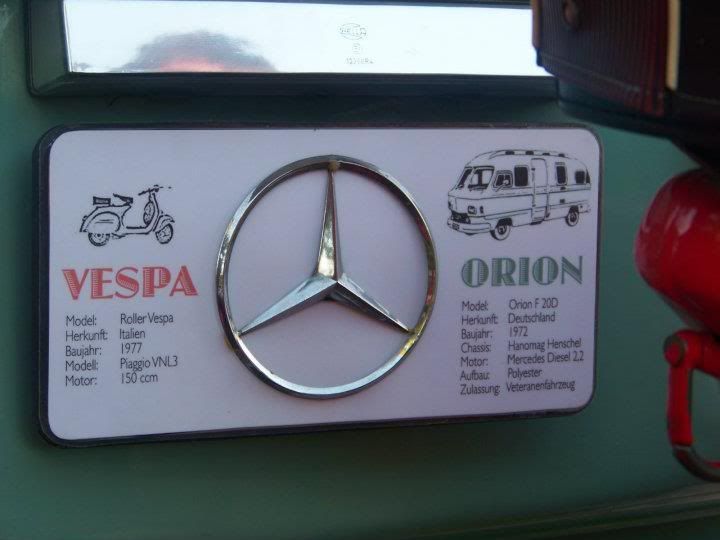 HELLA
VESPA
Model: Roller Vespa
Herkunft: Italien
Baujahr: 1977
Modell: Piaggio VNL3
Motor: 150 ccm
ORION
Model: Orion F 20D
Herkunft: Deutschland
Baujahr: 1972
Chassis: Hanomag Henschel
Motor: Mercedes Diesel 2,2
Aufbau: Polyester
Zulassung: Veteranenfahrzeug